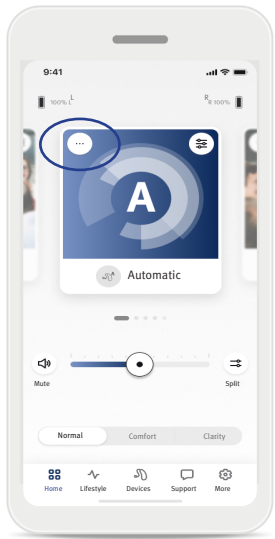 9:41
100% L R R 100%
...
A
Automatic
Mute Split
Normal Comfort Clarity
Home Lifestyle Devices Support More